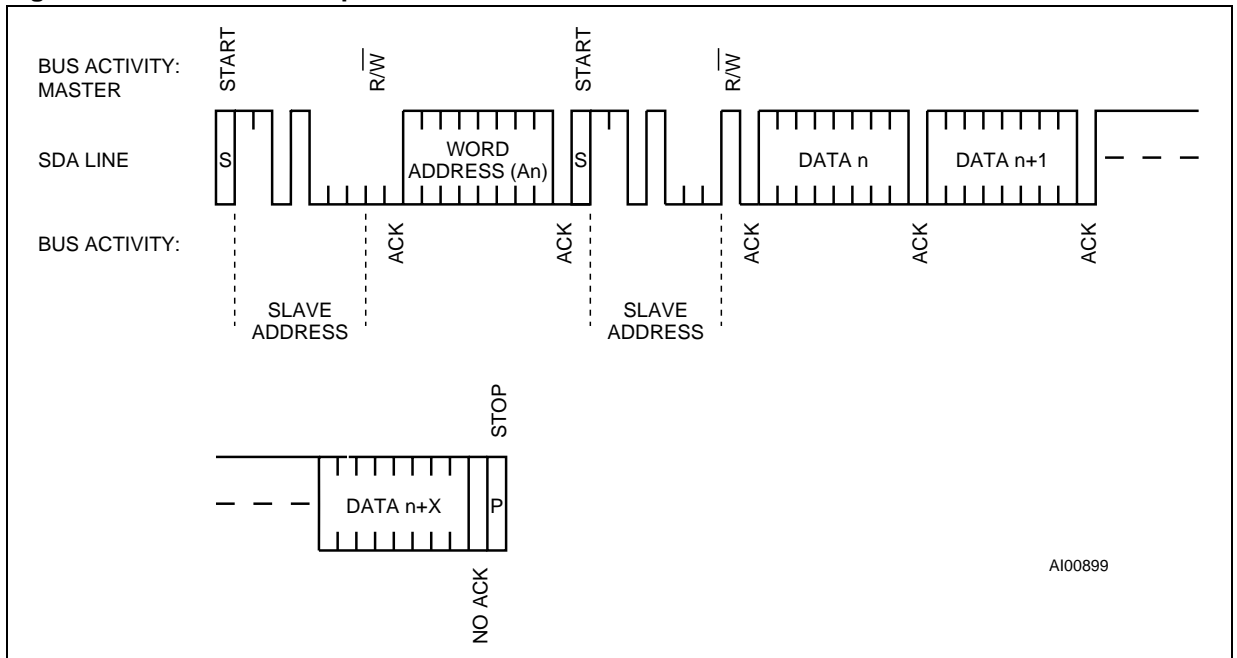 START
R/W
START
R/W
BUS ACTIVITY:
MASTER
SDA LINE
S
WORD
ADDRESS (An)
S
DATA n
DATA n+1
BUS ACTIVITY:
ACK
ACK
ACK
ACK
ACK
SLAVE
ADDRESS
SLAVE
ADDRESS
STOP
DATA n+X
P
NO ACK
AI00899